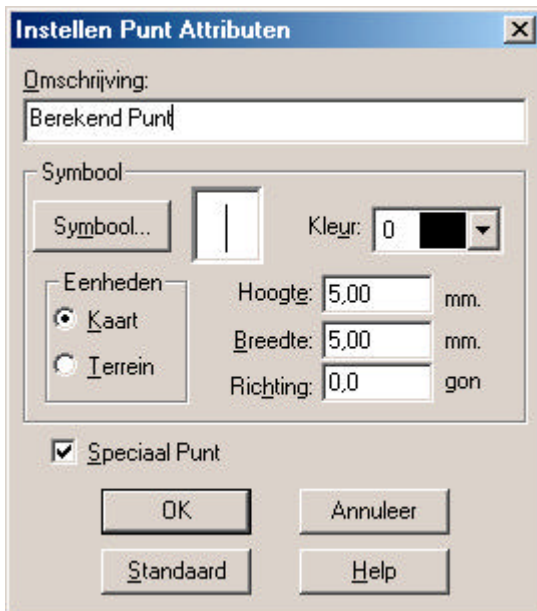 Instellen Punt Attributen
Omschrijving:
Berekend Punt
Symbool
Symbool...
Kleur: 0
Eenheden
Kaart
Terrein
Hoogte: 5,00 mm.
Breedte: 5,00 mm.
Richting: 0,0 gon
Speciaal Punt
OK Annuleer
Standaard Help